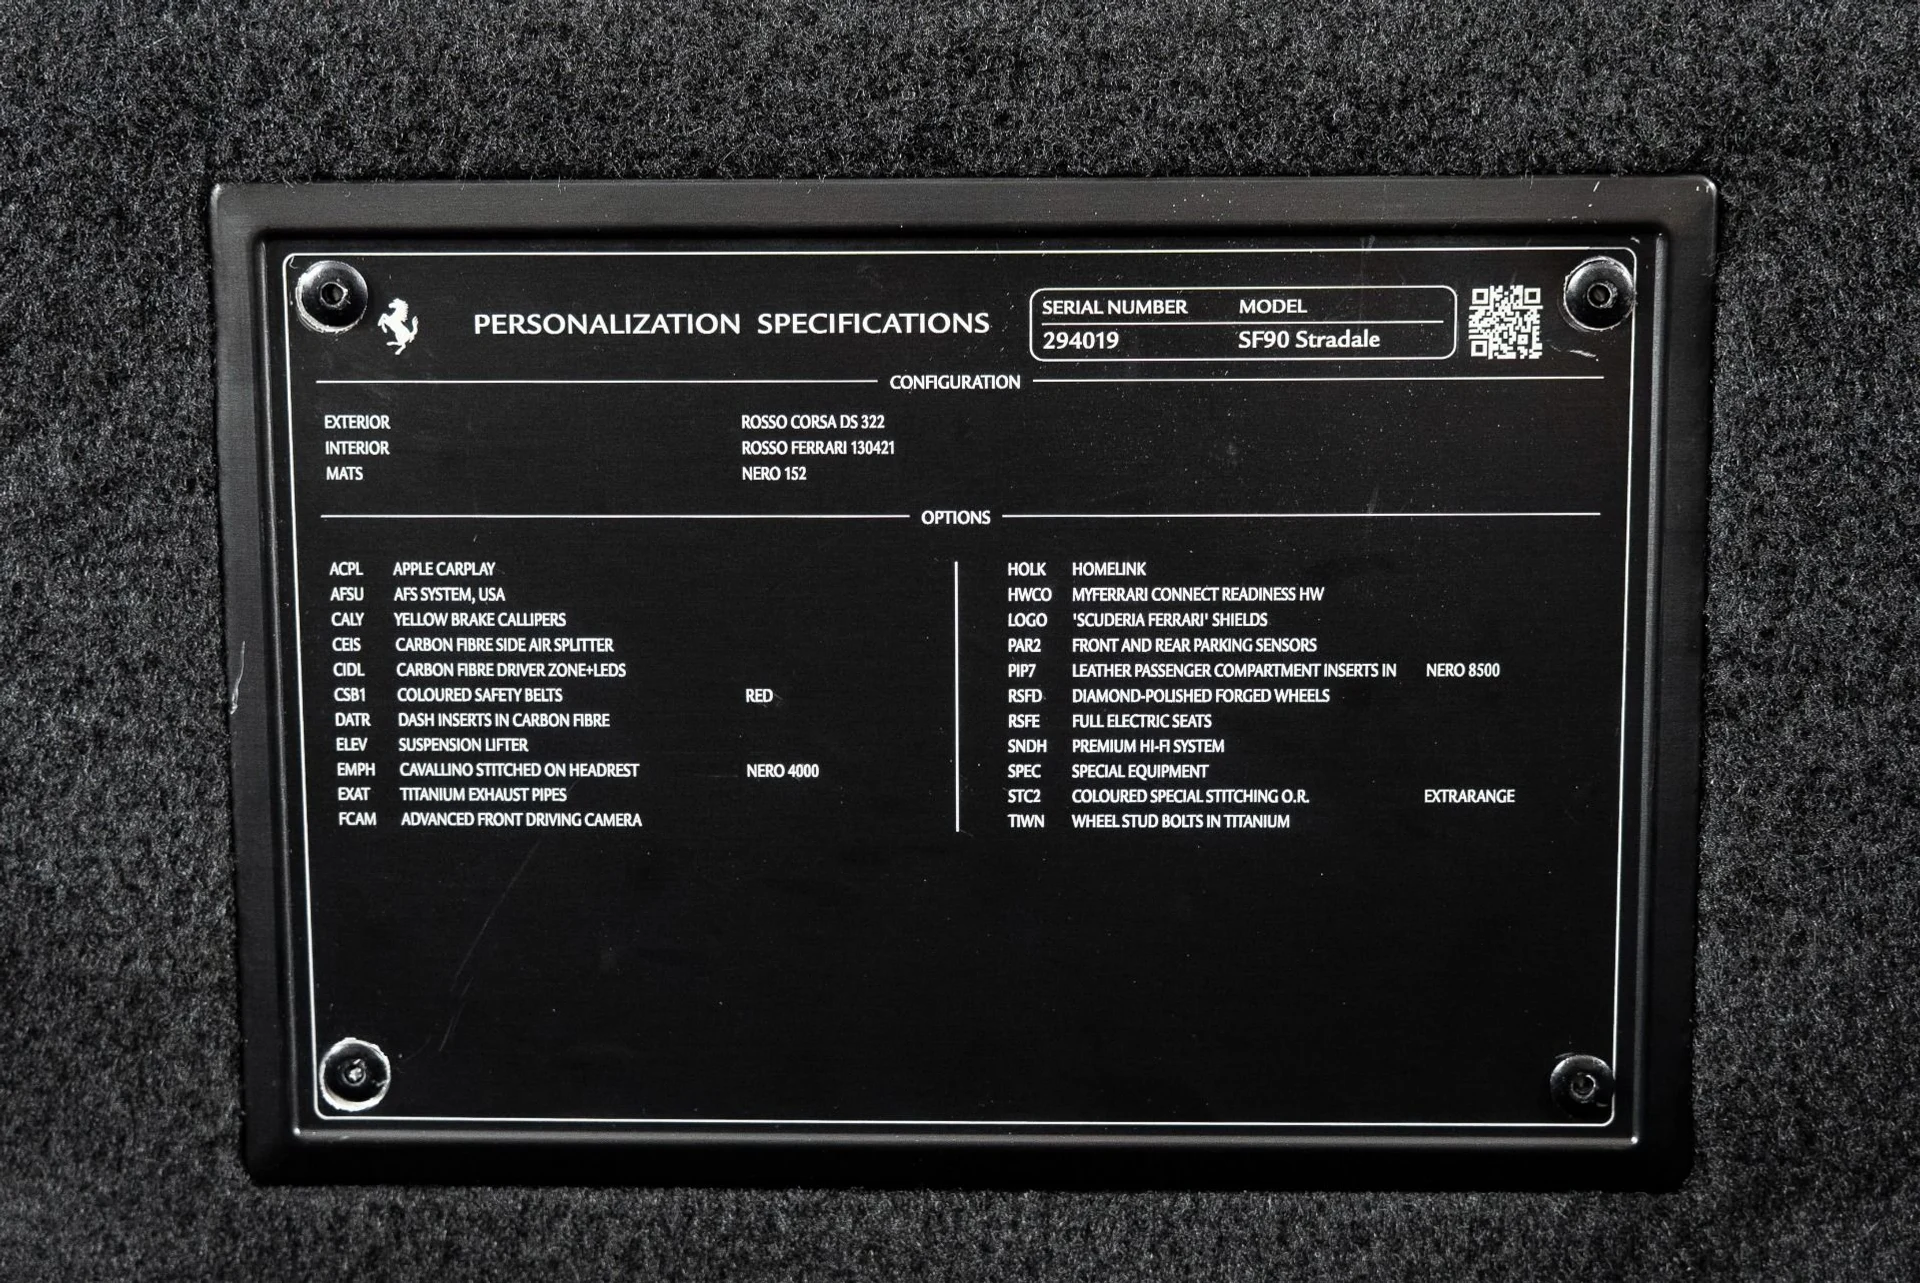 PERSONALIZATION SPECIFICATIONS
SERIAL NUMBER MODEL
294019 SF90 Stradale
CONFIGURATION
EXTERIOR ROSSO CORSA DS 322
INTERIOR ROSSO FERRARI 130421
MATS NERO 152
OPTIONS
ACPL APPLE CARPLAY
AFSU AFS SYSTEM, USA
CALY YELLOW BRAKE CALLIPERS
CEIS CARBON FIBRE SIDE AIR SPLITTER
CIDL CARBON FIBRE DRIVER ZONE+LEDS
CSB1 COLOURED SAFETY BELTS RED
DATR DASH INSERTS IN CARBON FIBRE
ELEV SUSPENSION LIFTER
EMPH CAVALLINO STITCHED ON HEADREST NERO 4000
EXAT TITANIUM EXHAUST PIPES
FCAM ADVANCED FRONT DRIVING CAMERA
HOLK HOMELINK
HWCO MYFERRARI CONNECT READINESS HW
LOGO 'SCUDERIA FERRARI' SHIELDS
PAR2 FRONT AND REAR PARKING SENSORS
PIP7 LEATHER PASSENGER COMPARTMENT INSERTS IN NERO 8500
RSFD DIAMOND-POLISHED FORGED WHEELS
RSFE FULL ELECTRIC SEATS
SNDH PREMIUM HI-FI SYSTEM
SPEC SPECIAL EQUIPMENT
STC2 COLOURED SPECIAL STITCHING O.R. EXTRARANGE
TIWN WHEEL STUD BOLTS IN TITANIUM